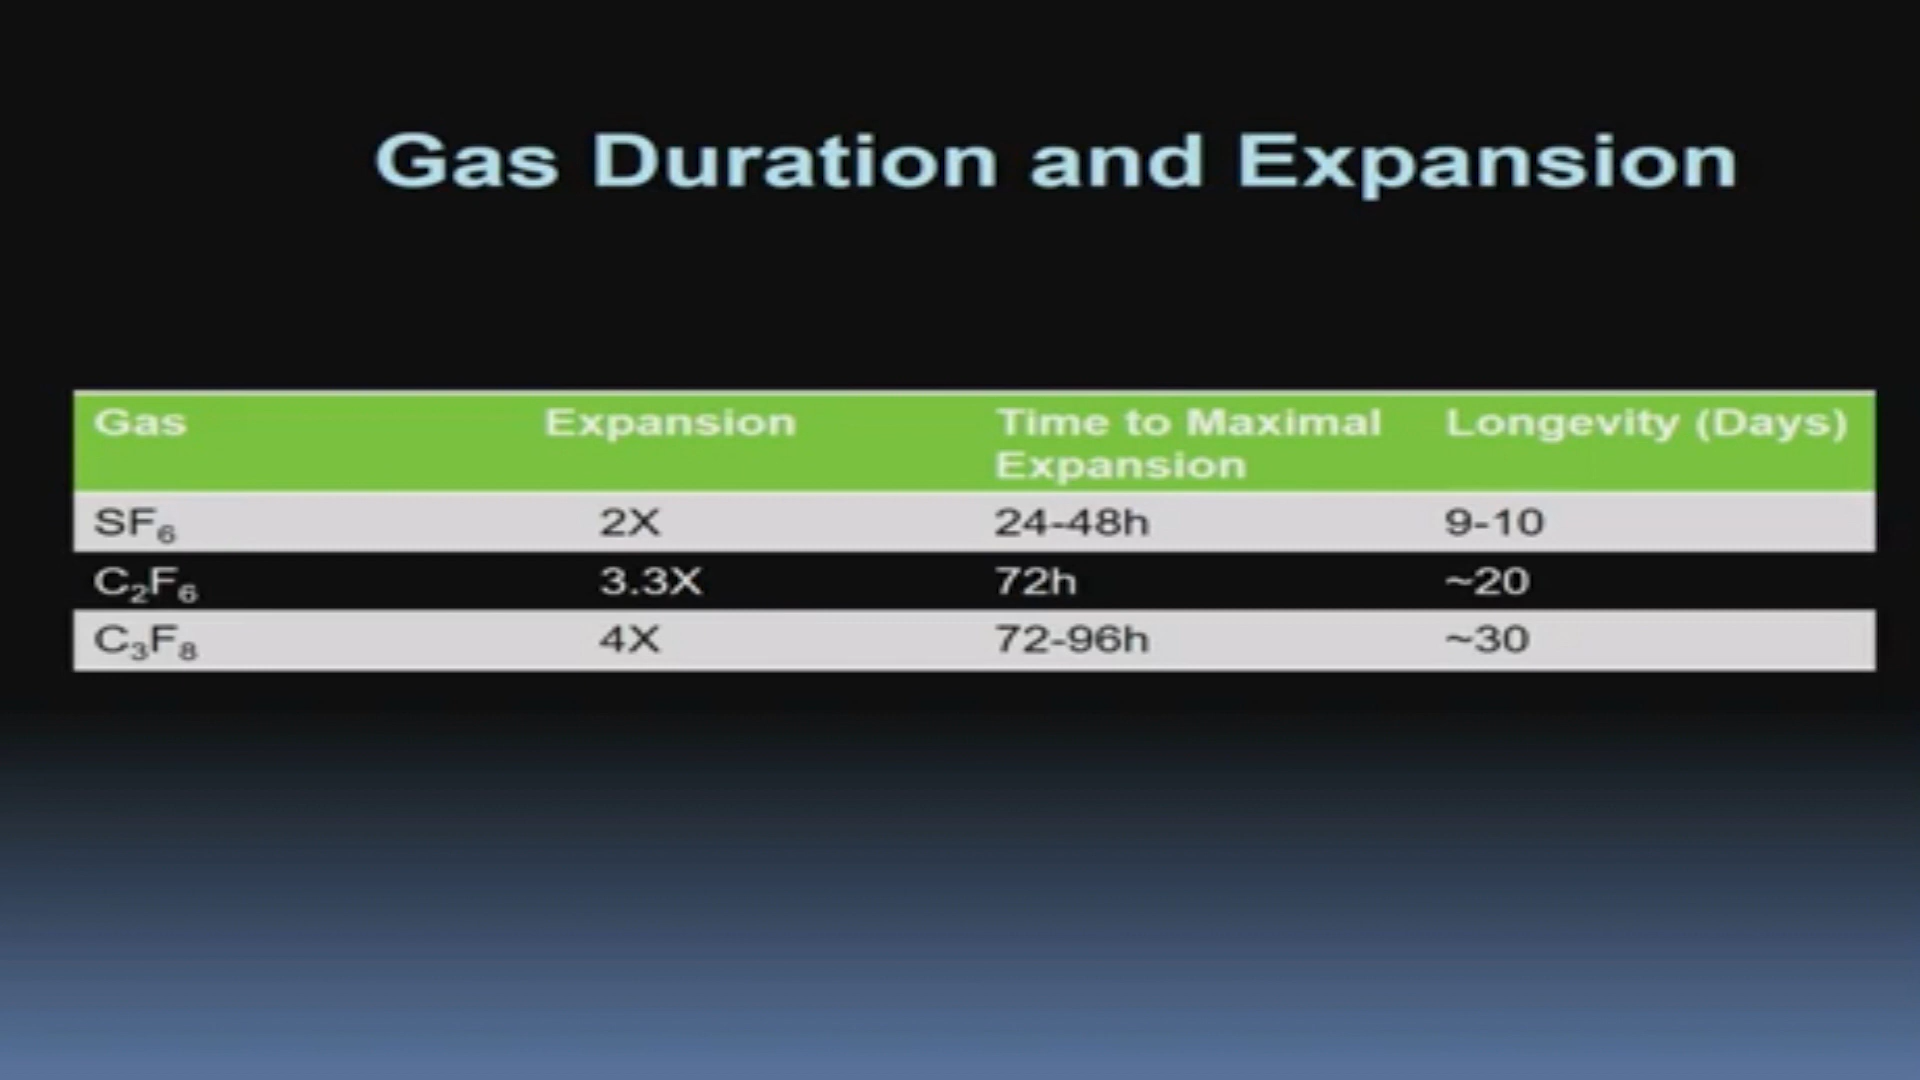 Gas Duration and Expansion
Gas Expansion Time to Maximal Expansion Longevity (Days)
SF₆ 2X 24-48h 9-10
C₂F₆ 3.3X 72h ~20
C₃F₈ 4X 72-96h ~30